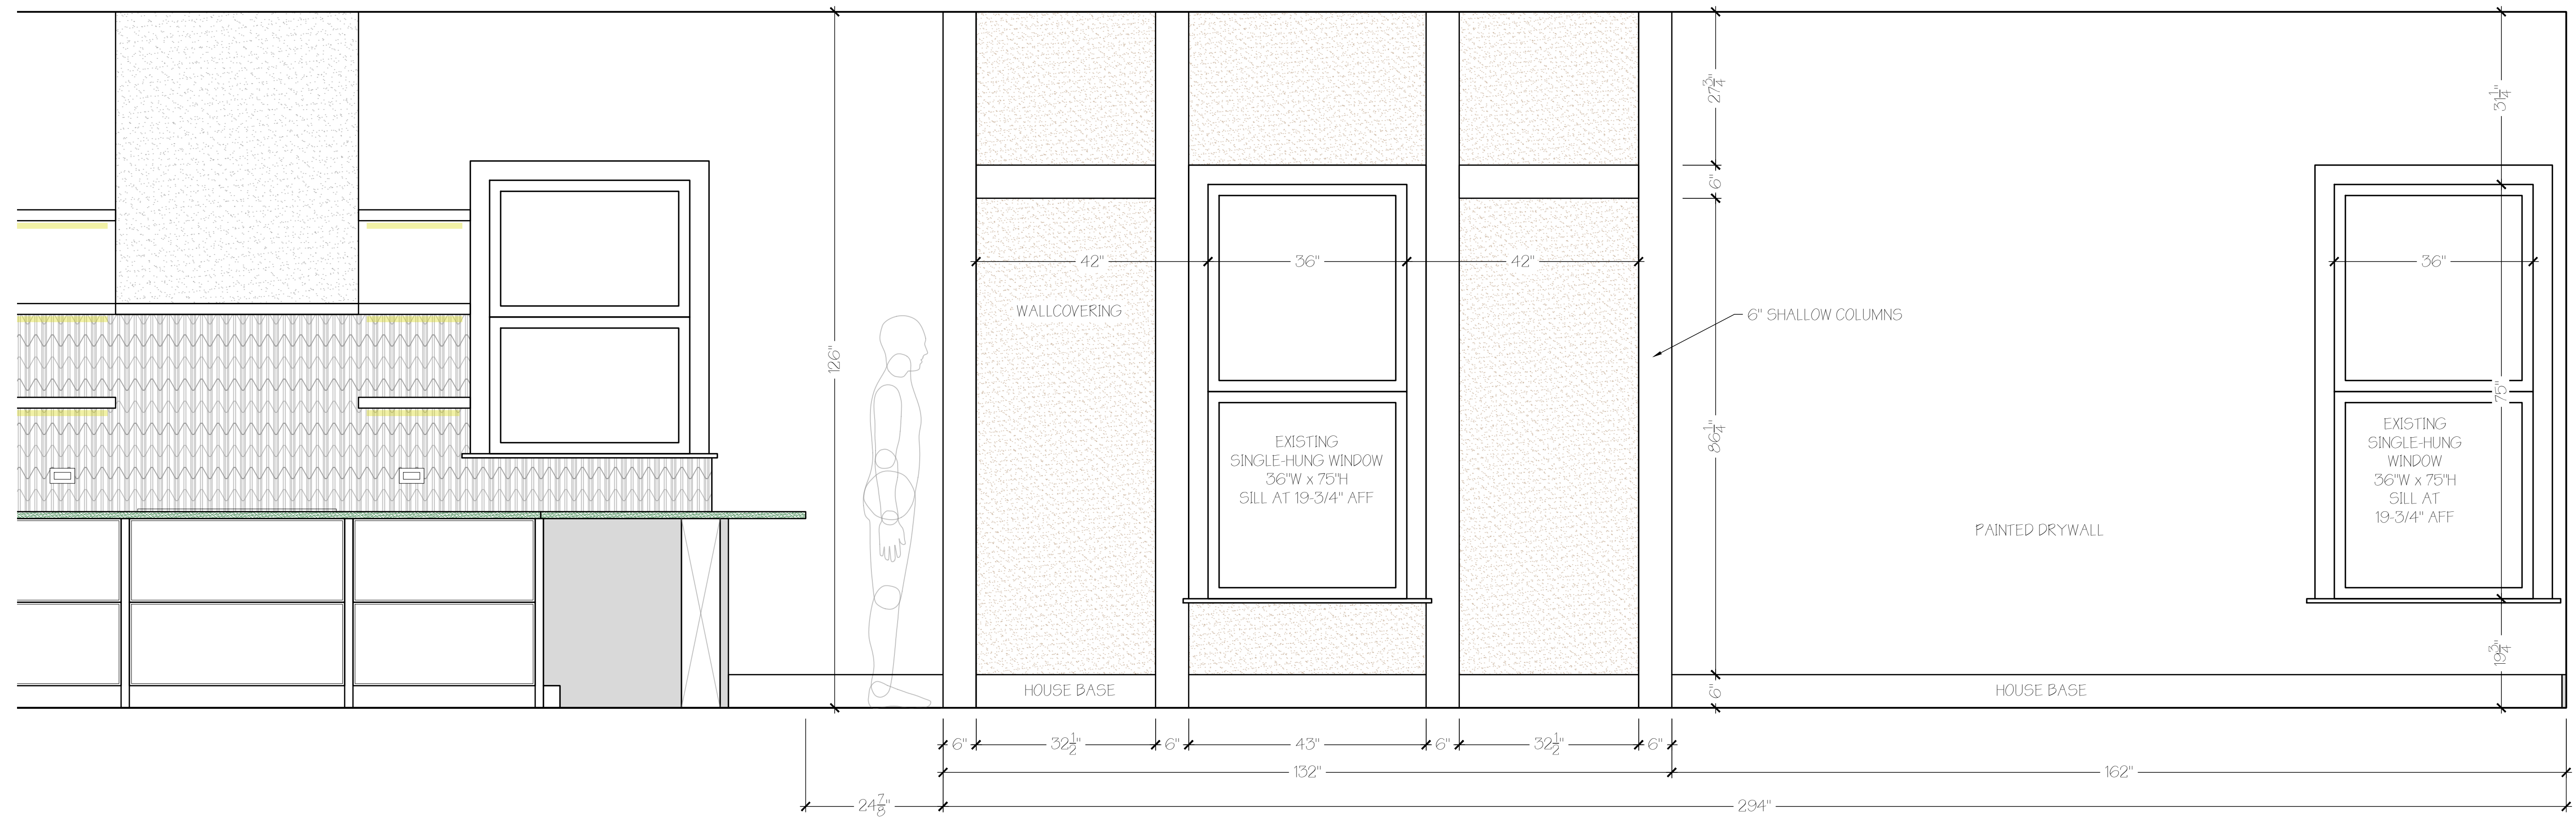 27 3/4"
31 1/4"
6"
42"
36"
42"
36"
WALLCOVERING
6" SHALLOW COLUMNS
126"
75"
86 1/4"
EXISTING
SINGLE-HUNG WINDOW
36"W x 75"H
SILL AT 19-3/4" AFF
EXISTING
SINGLE-HUNG
WINDOW
36"W x 75"H
SILL AT
19-3/4" AFF
PAINTED DRYWALL
19 3/4"
HOUSE BASE
6"
HOUSE BASE
6"
32 1/2"
6"
43"
6"
32 1/2"
6"
132"
162"
24 7/8"
294"